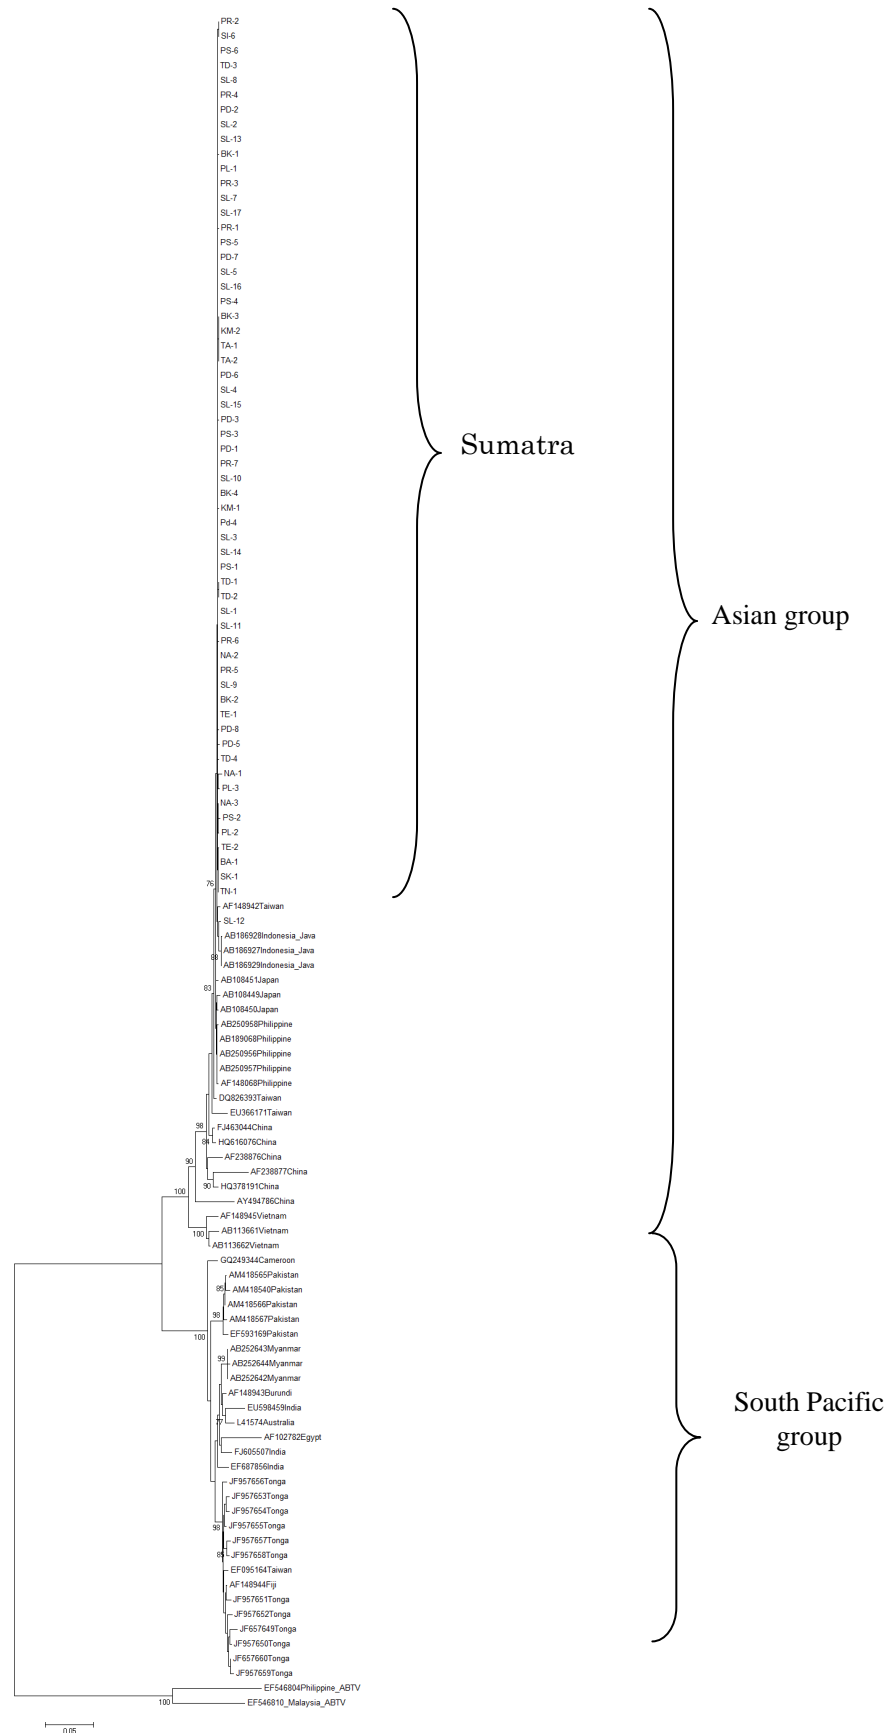 PR-2
SI-6
PS-6
TD-3
SL-8
PR-4
PD-2
SL-2
SL-13
BK-1
PL-1
PR-3
SL-7
SL-17
PR-1
PS-5
PD-7
SL-5
SL-16
PS-4
BK-3
KM-2
TA-1
TA-2
PD-6
SL-4
SL-15
PD-3
PS-3
PD-1
PR-7
SL-10
BK-4
KM-1
Pd-4
SL-3
SL-14
PS-1
TD-1
TD-2
SL-1
SL-11
PR-6
NA-2
PR-5
SL-9
BK-2
TE-1
PD-8
PD-5
TD-4
NA-1
PL-3
NA-3
PS-2
PL-2
TE-2
BA-1
SK-1
TN-1
76
AF148942Taiwan
SL-12
AB186928Indonesia_Java
AB186927Indonesia_Java
AB186929Indonesia_Java
88
AB108451Japan
83
AB108449Japan
AB108450Japan
AB250958Philippine
AB189068Philippine
AB250956Philippine
AB250957Philippine
AF148068Philippine
DQ826393Taiwan
EU366171Taiwan
98
FJ463044China
84
HQ616076China
AF238876China
90
AF238877China
90
HQ378191China
100
AY494786China
AF148945Vietnam
AB113661Vietnam
100
AB113662Vietnam
GQ249344Cameroon
AM418565Pakistan
85
AM418540Pakistan
AM418566Pakistan
98
AM418567Pakistan
100
EF593169Pakistan
AB252643Myanmar
99
AB252644Myanmar
AB252642Myanmar
AF148943Burundi
EU598459India
77
L41574Australia
AF102782Egypt
FJ605507India
EF687856India
JF957656Tonga
JF957653Tonga
JF957654Tonga
98
JF957655Tonga
JF957657Tonga
85
JF957658Tonga
EF095164Taiwan
AF148944Fiji
JF957651Tonga
JF957652Tonga
JF657649Tonga
JF957650Tonga
JF657660Tonga
JF957659Tonga
EF546804Philippine_ABTV
100
EF546810_Malaysia_ABTV
0.05
Sumatra
Asian group
South Pacific
group